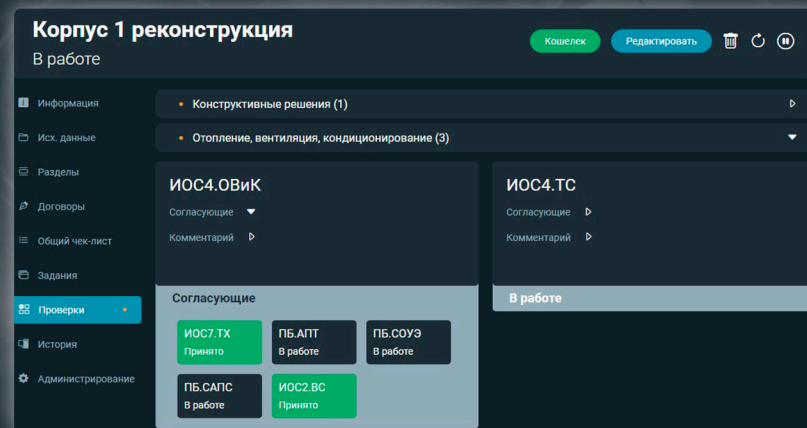 Корпус 1 реконструкция
В работе
Кошелек
Редактировать
Информация
Исх. данные
Разделы
Договоры
Общий чек-лист
Задания
Проверки
История
Администрирование
Конструктивные решения (1)
Отопление, вентиляция, кондиционирование (3)
ИОС4.ОВиК
Согласующие
Комментарий
Согласующие
ИОС7.ТХ
Принято
ПБ.АПТ
В работе
ПБ.СОУЭ
В работе
ПБ.САПС
В работе
ИОС2.ВС
Принято
ИОС4.ТС
Согласующие
Комментарий
В работе